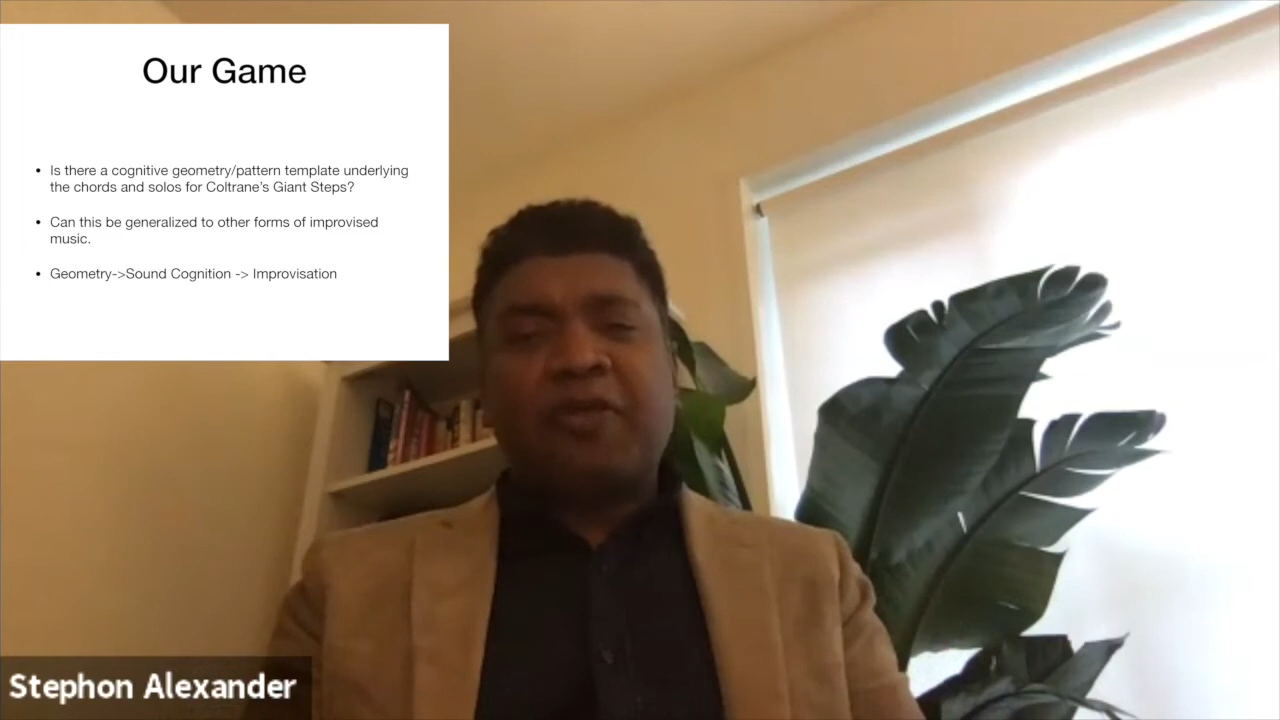 Our Game
• Is there a cognitive geometry/pattern template underlying
the chords and solos for Coltrane's Giant Steps?
• Can this be generalized to other forms of improvised
music.
• Geometry->Sound Cognition -> Improvisation
Stephon Alexander